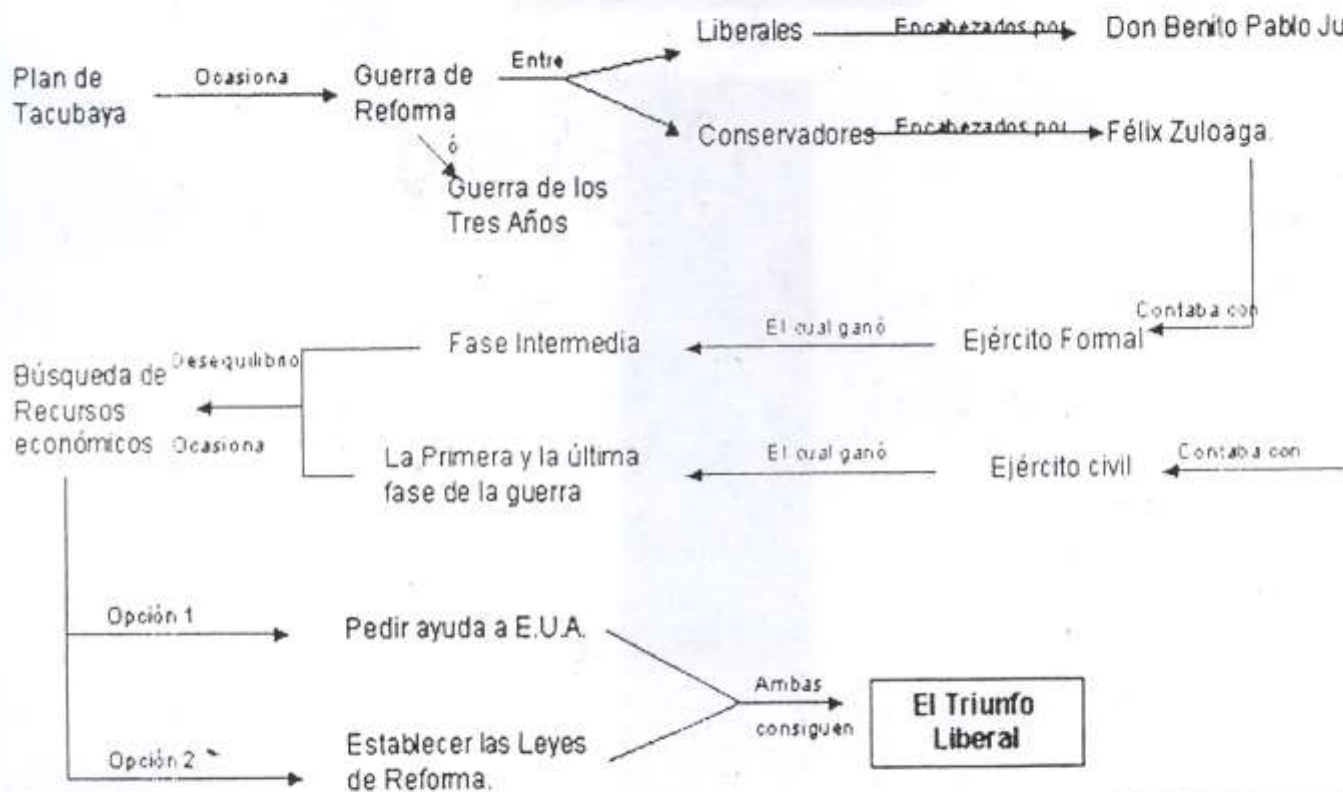 Liberales Encabezados por Don Benito Pablo Ju
Plan de
Tacubaya
Ocasiona
Guerra de
Reforma
Entre
Conservadores Encabezados por Félix Zuloaga.
ó
Guerra de los
Tres Años
Contaba con
Ejército Formal
El cual ganó
Fase Intermedia
Desequilibrio
Búsqueda de
Recursos
económicos
Ocasiona
Contaba con
Ejército civil
El cual ganó
La Primera y la última
fase de la guerra
Opción 1
Pedir ayuda a E.U.A.
Opción 2
Establecer las Leyes
de Reforma.
Ambas
consiguen
El Triunfo
Liberal